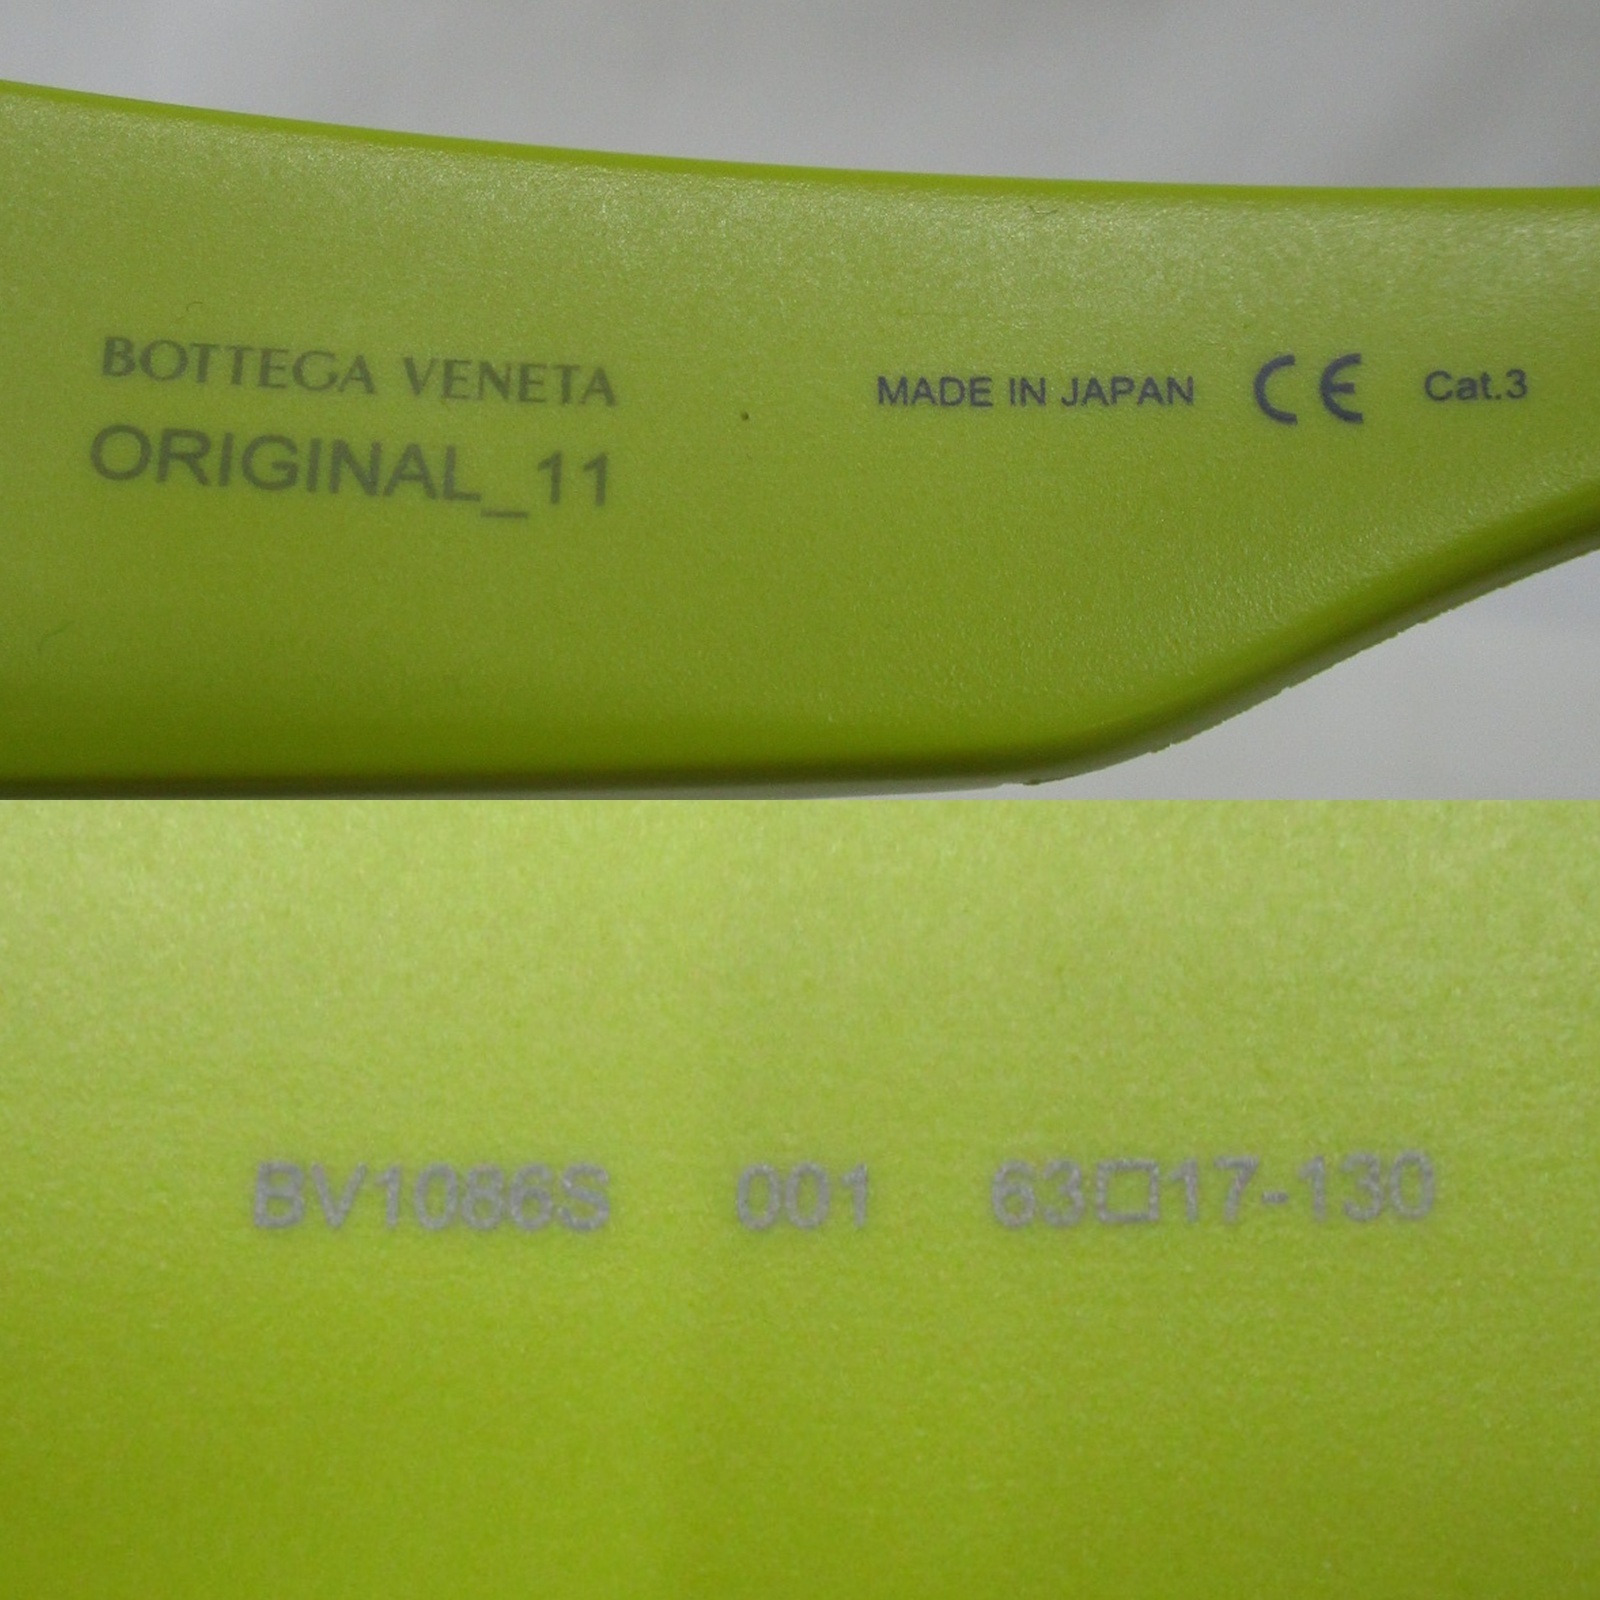 BOTTEGA VENETA
ORIGINAL_11
MADE IN JAPAN CE Cat.3
BV1086S 001 63□17-130